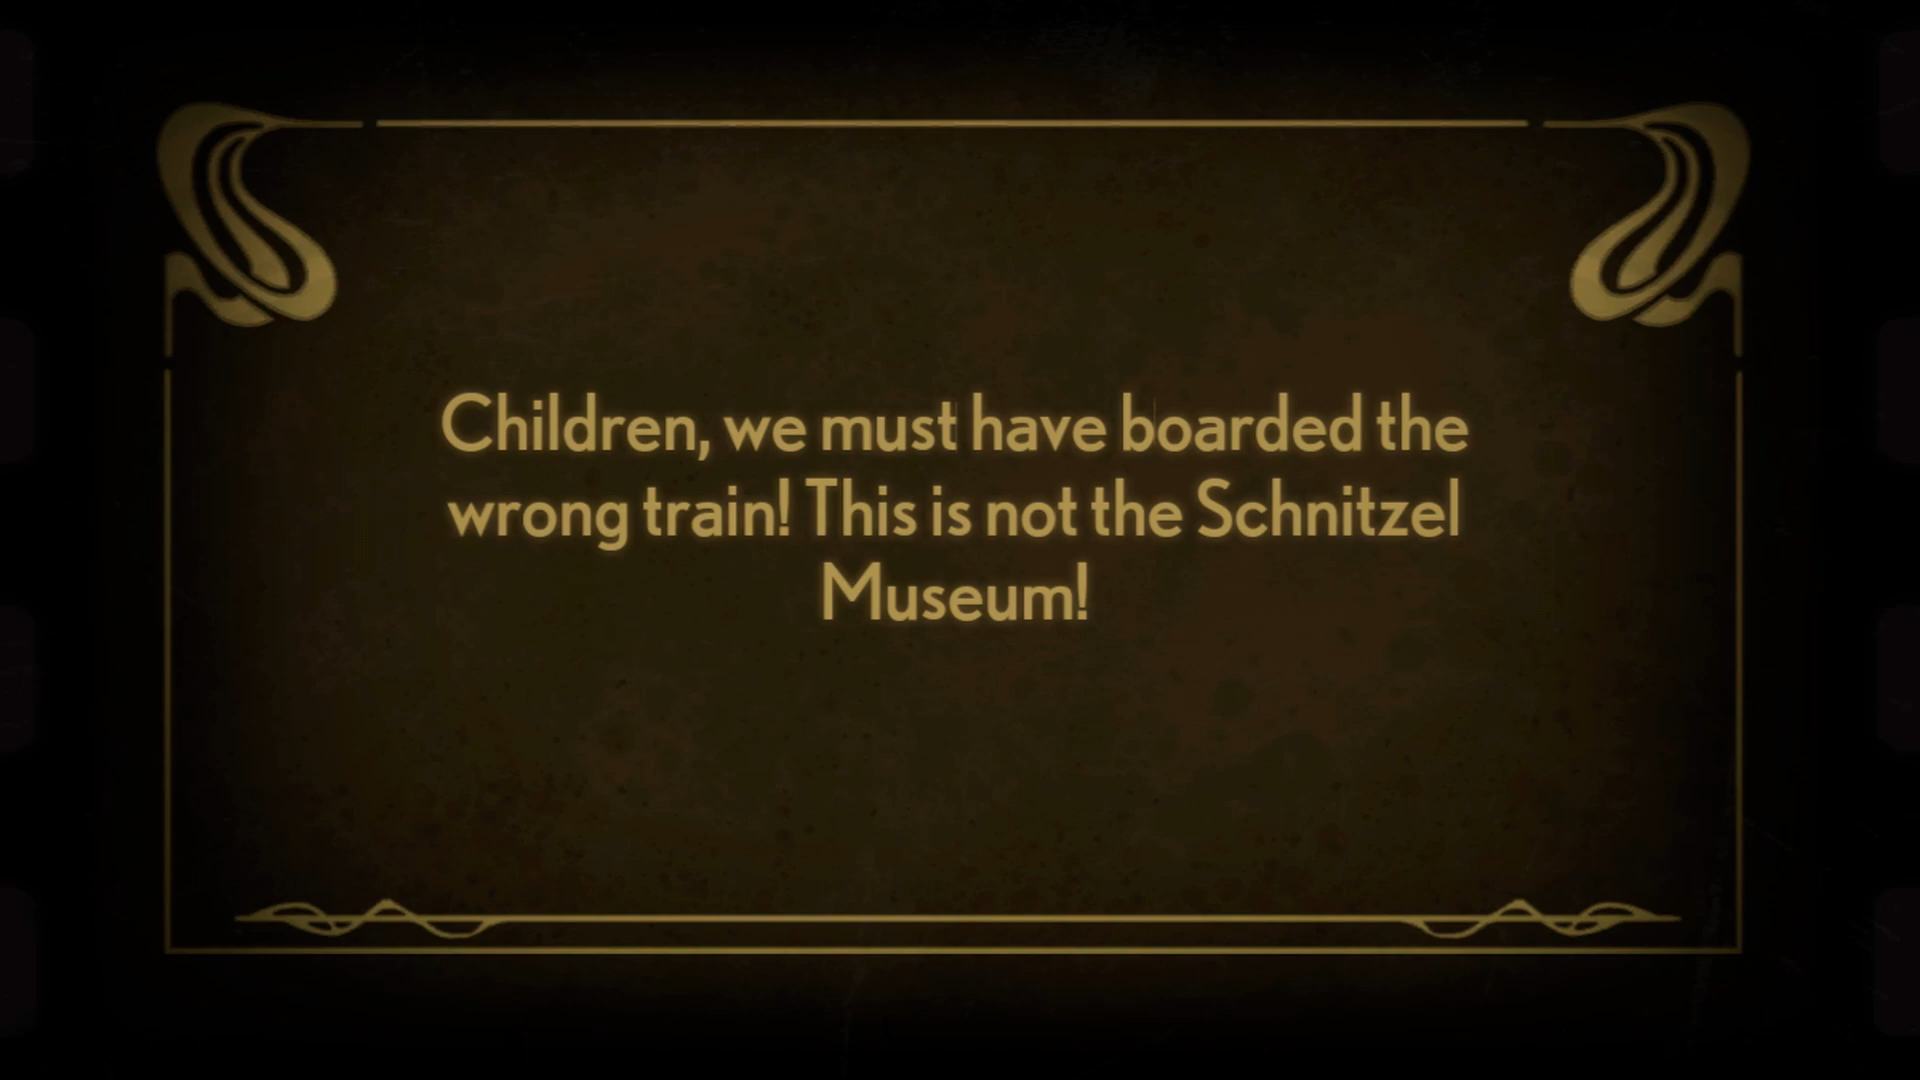 Children, we must have boarded the
wrong train! This is not the Schnitzel
Museum!